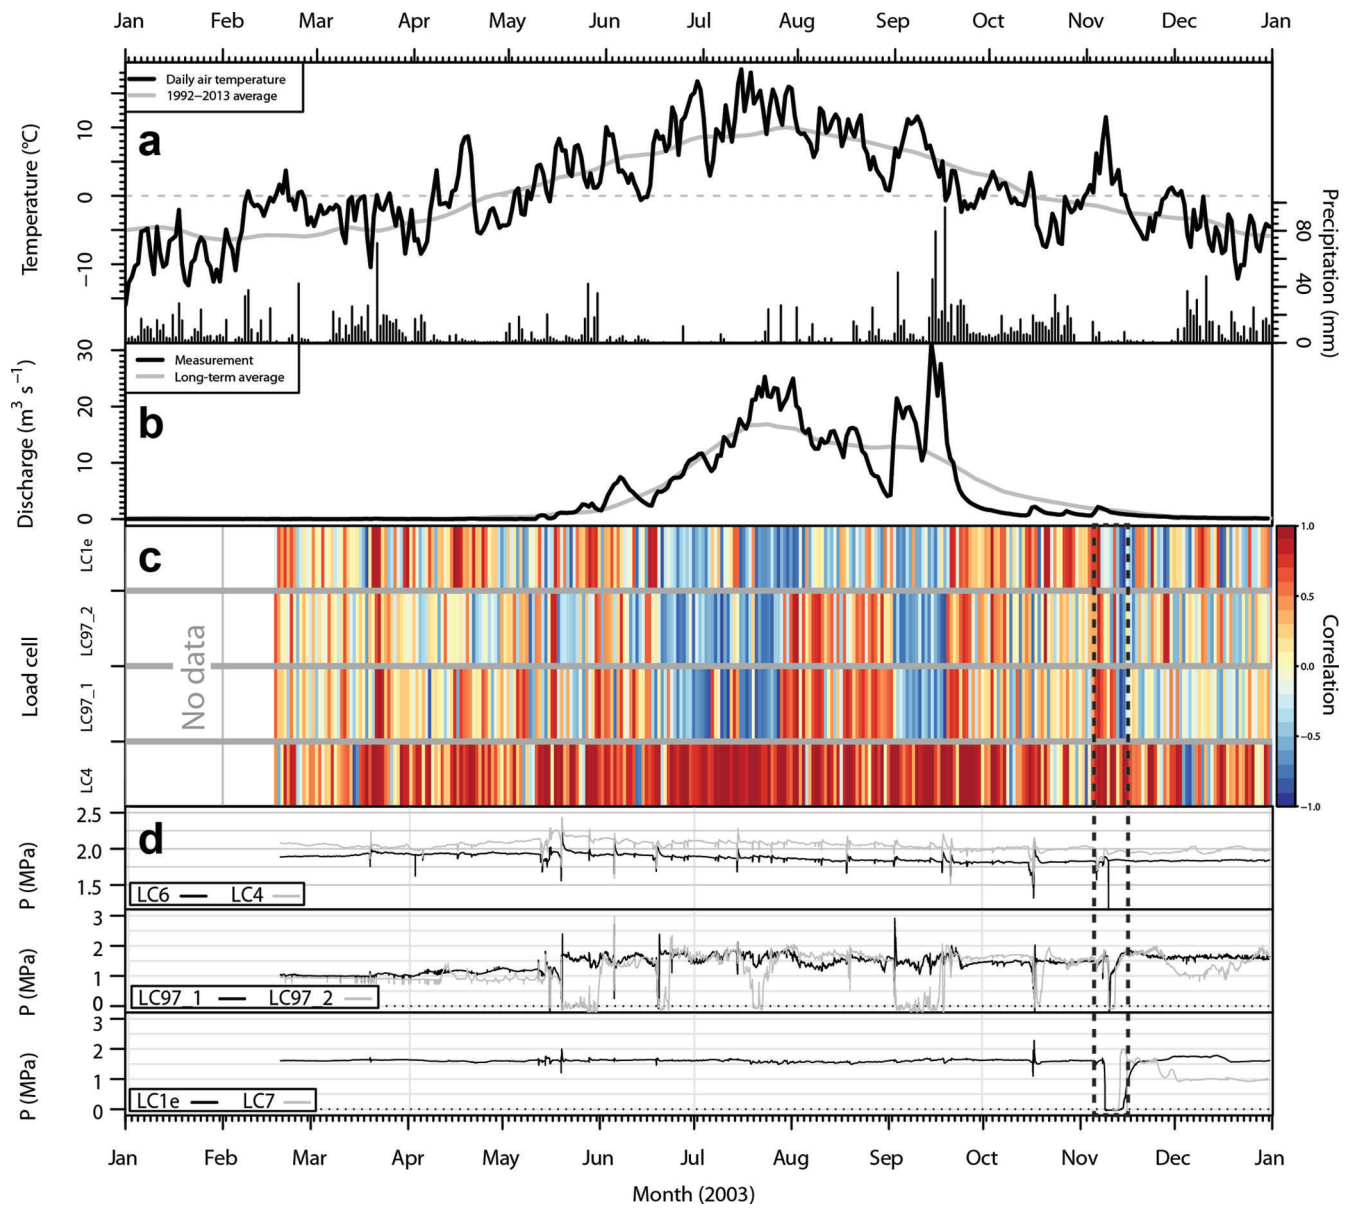 Jan Feb Mar Apr May Jun Jul Aug Sep Oct Nov Dec Jan
Daily air temperature
1992−2013 average
a
Temperature (°C)
10
0
−10
Precipitation (mm)
80
40
0
Measurement
Long-term average
b
Discharge (m³ s⁻¹)
30
20
10
0
c
Load cell
LC1e
LC97_2
LC97_1
LC4
No data
1.0
0.5
0.0
−0.5
−1.0
Correlation
d
P (MPa)
2.5
2.0
1.5
LC6 LC4
P (MPa)
3
2
1
0
LC97_1 LC97_2
P (MPa)
3
2
1
0
LC1e LC7
Jan Feb Mar Apr May Jun Jul Aug Sep Oct Nov Dec Jan
Month (2003)